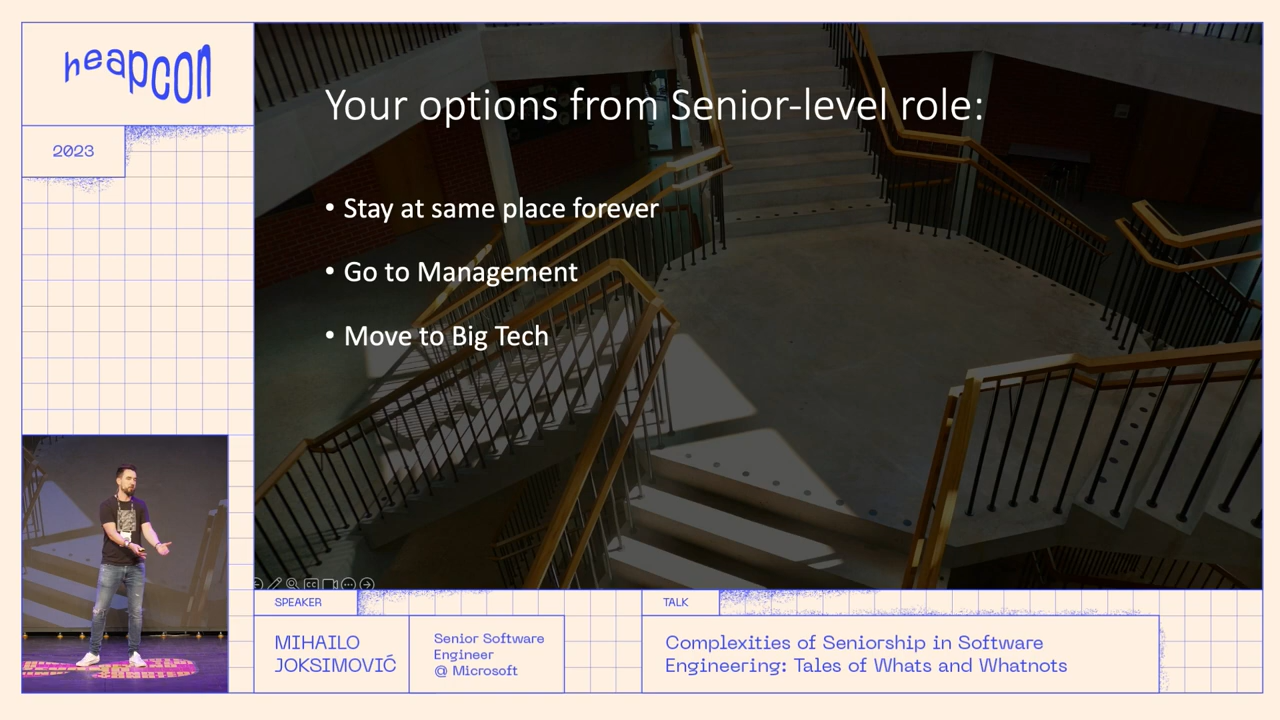 heapcon
2023
Your options from Senior-level role:
• Stay at same place forever
• Go to Management
• Move to Big Tech
SPEAKER
MIHAILO
JOKSIMOVIĆ
Senior Software
Engineer
@ Microsoft
TALK
Complexities of Seniorship in Software
Engineering: Tales of Whats and Whatnots